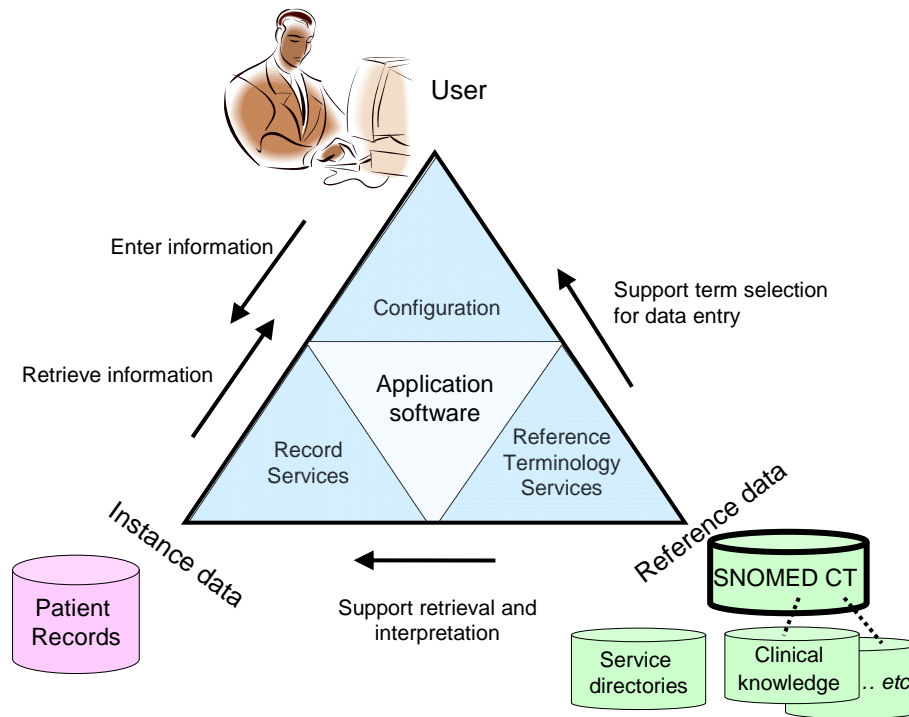 User
Enter information
Configuration
Support term selection
for data entry
Retrieve information
Application
software
Record
Services
Reference
Terminology
Services
Instance data
Reference data
Patient
Records
Support retrieval and
interpretation
SNOMED CT
Service
directories
Clinical
knowledge
.. etc